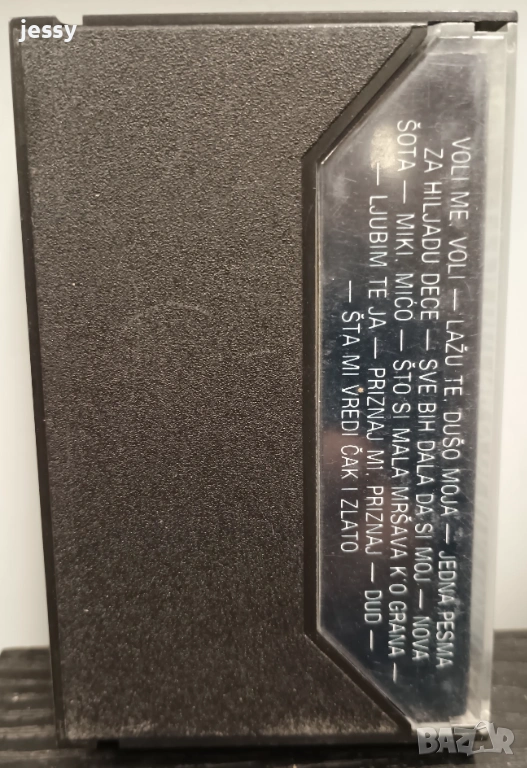 jessy
VOLI ME, VOLI — LAŽU TE, DUŠO MOJA — JEDNA PESMA
ZA HILJADU DECE — SVE BIH DALA DA SI MOJ — NOVA
ŠOTA — MIKI, MIĆO — ŠTO SI MALA MRŠAVA K'O GRANA —
— LJUBIM TE JA — PRIZNAJ MI, PRIZNAJ — DUD —
— ŠTA MI VREDI ČAK I ZLATO
BAZAR